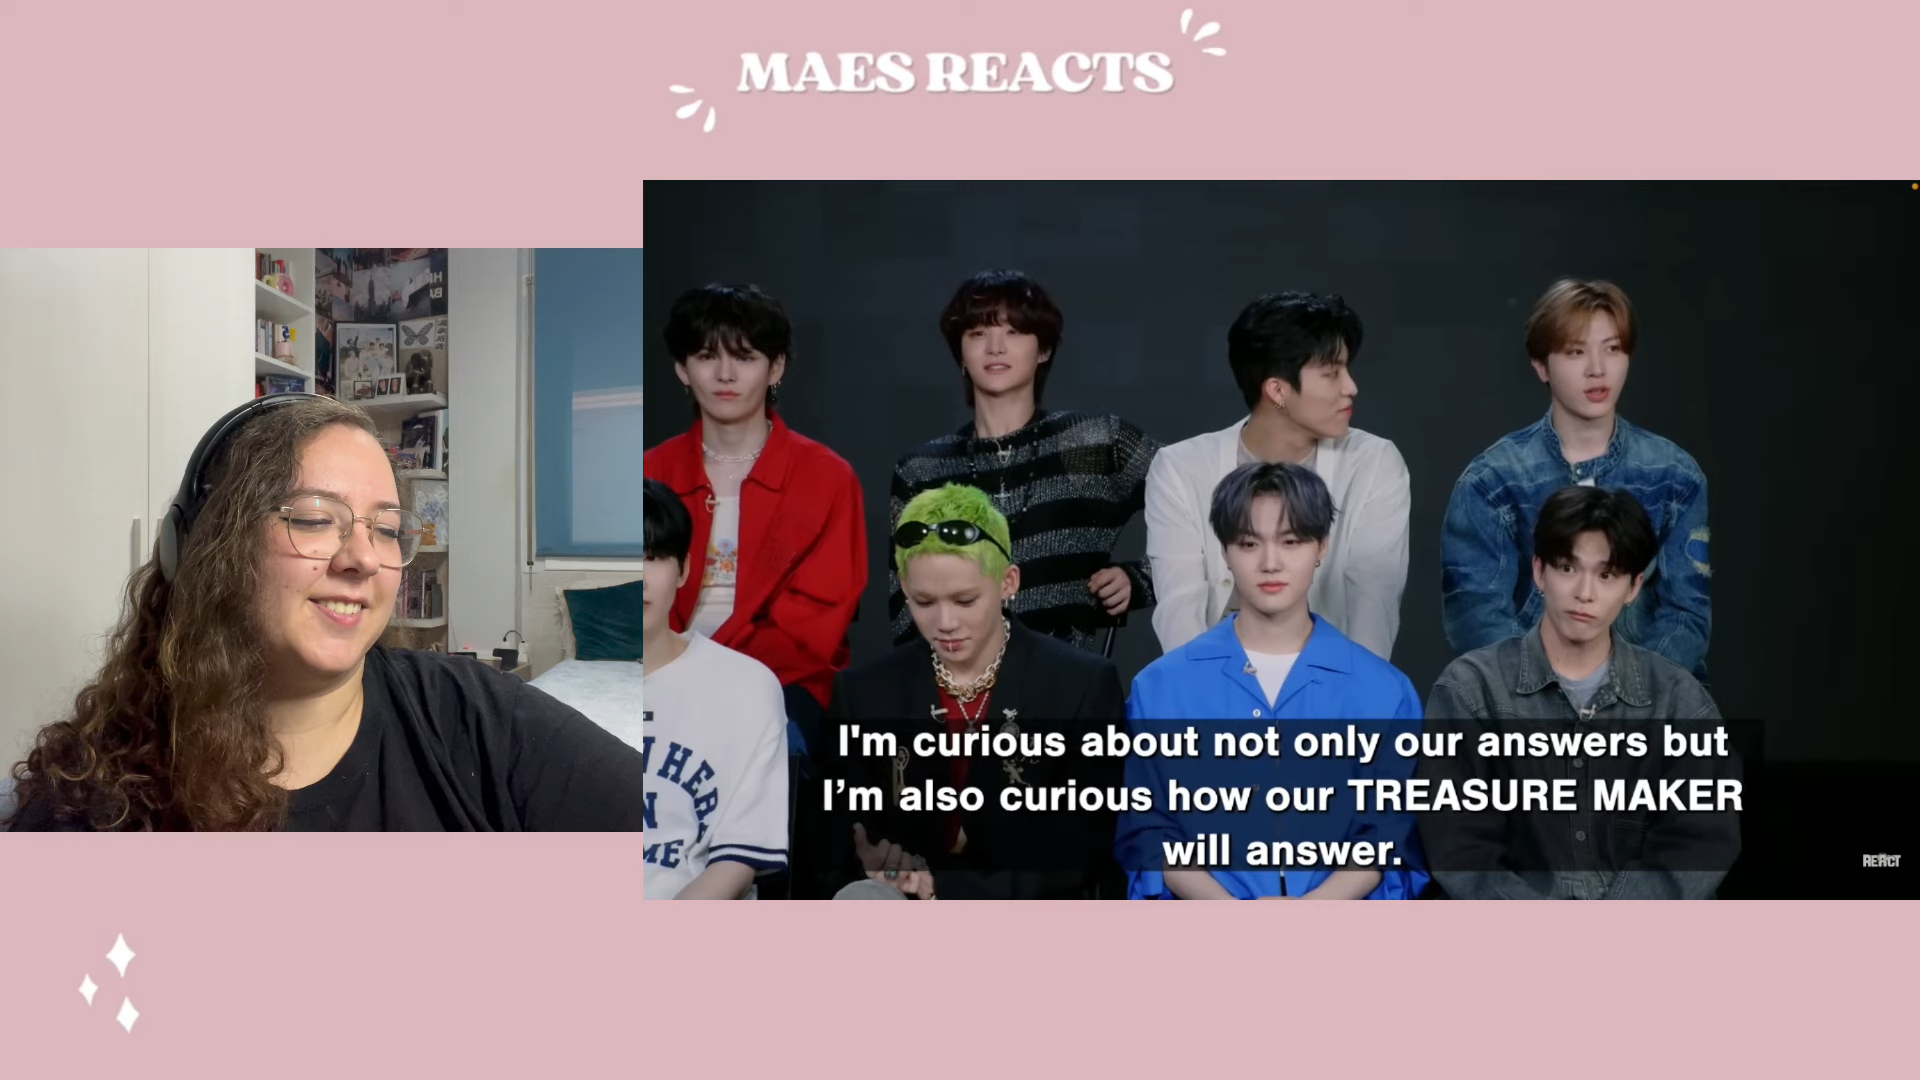 MAES REACTS
I'm curious about not only our answers but
I'm also curious how our TREASURE MAKER
will answer.
REACT